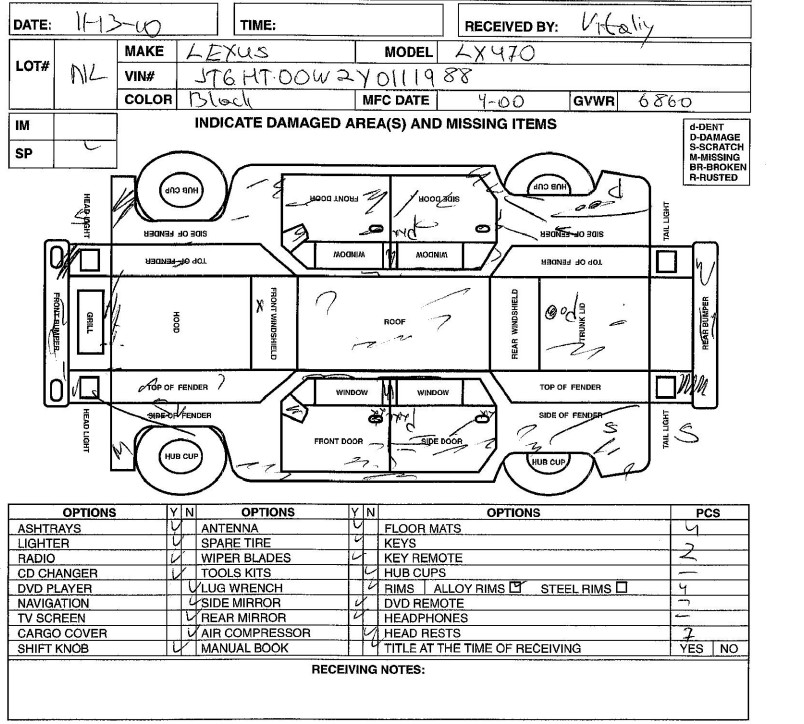 DATE: 11-13-00 TIME: RECEIVED BY: Vitaliy
LOT# NL MAKE LEXUS MODEL LX470
VIN# JT6HT00W2Y0111988
COLOR Black MFC DATE 4-00 GVWR 6860
IM
SP
INDICATE DAMAGED AREA(S) AND MISSING ITEMS
d-DENT
D-DAMAGE
S-SCRATCH
M-MISSING
BR-BROKEN
R-RUSTED
HUB CUP HUB CUP
HEAD LIGHT FRONT DOOR SIDE DOOR TAIL LIGHT
SIDE OF FENDER SIDE OF FENDER
WINDOW WINDOW
TOP OF FENDER TOP OF FENDER
FRONT BUMPER GRILL HOOD FRONT WINDSHIELD ROOF REAR WINDSHIELD TRUNK LID REAR BUMPER
TOP OF FENDER WINDOW WINDOW TOP OF FENDER
SIDE OF FENDER SIDE OF FENDER
HEAD LIGHT FRONT DOOR SIDE DOOR TAIL LIGHT S
HUB CUP HUB CUP
OPTIONS Y N OPTIONS Y N OPTIONS PCS
ASHTRAYS ANTENNA FLOOR MATS 4
LIGHTER SPARE TIRE KEYS
RADIO WIPER BLADES KEY REMOTE 2
CD CHANGER TOOLS KITS HUB CUPS —
DVD PLAYER LUG WRENCH RIMS ALLOY RIMS STEEL RIMS 4
NAVIGATION SIDE MIRROR DVD REMOTE —
TV SCREEN REAR MIRROR HEADPHONES —
CARGO COVER AIR COMPRESSOR HEAD RESTS 7
SHIFT KNOB MANUAL BOOK TITLE AT THE TIME OF RECEIVING YES NO
RECEIVING NOTES: